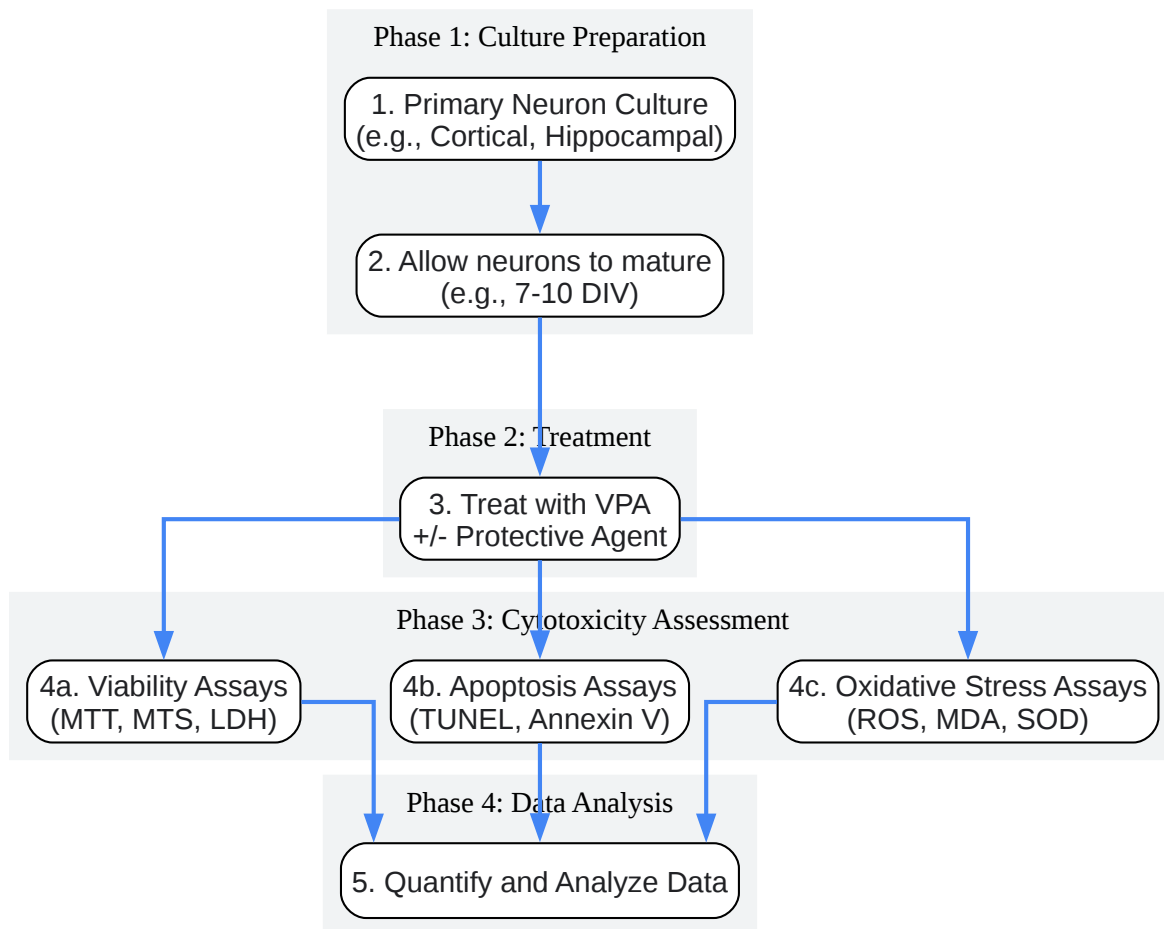 Phase 1: Culture Preparation
1. Primary Neuron Culture
(e.g., Cortical, Hippocampal)
2. Allow neurons to mature
(e.g., 7-10 DIV)
Phase 2: Treatment
3. Treat with VPA
+/- Protective Agent
Phase 3: Cytotoxicity Assessment
4a. Viability Assays
(MTT, MTS, LDH)
4b. Apoptosis Assays
(TUNEL, Annexin V)
4c. Oxidative Stress Assays
(ROS, MDA, SOD)
Phase 4: Data Analysis
5. Quantify and Analyze Data